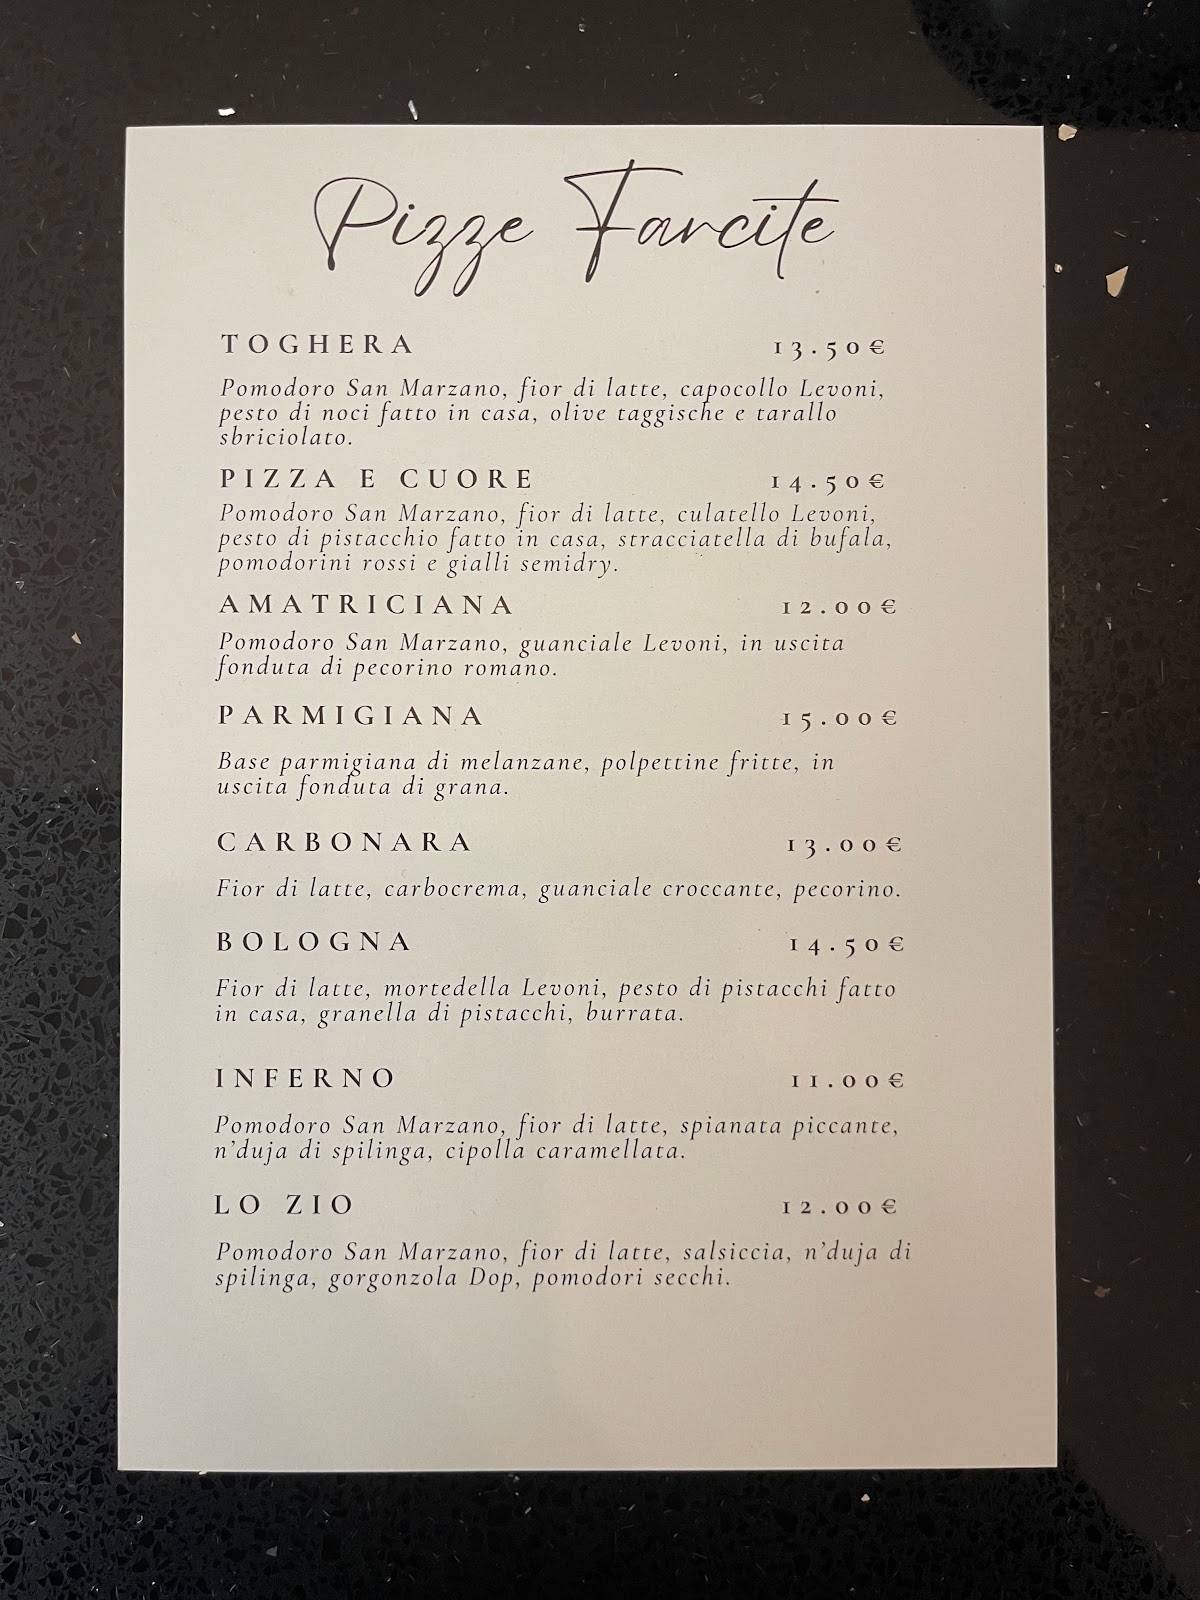 Pizze Farcite
TOGHERA 13.50€
Pomodoro San Marzano, fior di latte, capocollo Levoni,
pesto di noci fatto in casa, olive taggische e tarallo
sbriciolato.
PIZZA E CUORE 14.50€
Pomodoro San Marzano, fior di latte, culatello Levoni,
pesto di pistacchio fatto in casa, stracciatella di bufala,
pomodorini rossi e gialli semidry.
AMATRICIANA 12.00€
Pomodoro San Marzano, guanciale Levoni, in uscita
fonduta di pecorino romano.
PARMIGIANA 15.00€
Base parmigiana di melanzane, polpettine fritte, in
uscita fonduta di grana.
CARBONARA 13.00€
Fior di latte, carbocrema, guanciale croccante, pecorino.
BOLOGNA 14.50€
Fior di latte, mortedella Levoni, pesto di pistacchi fatto
in casa, granella di pistacchi, burrata.
INFERNO 11.00€
Pomodoro San Marzano, fior di latte, spianata piccante,
n'duja di spilinga, cipolla caramellata.
LO ZIO 12.00€
Pomodoro San Marzano, fior di latte, salsiccia, n'duja di
spilinga, gorgonzola Dop, pomodori secchi.